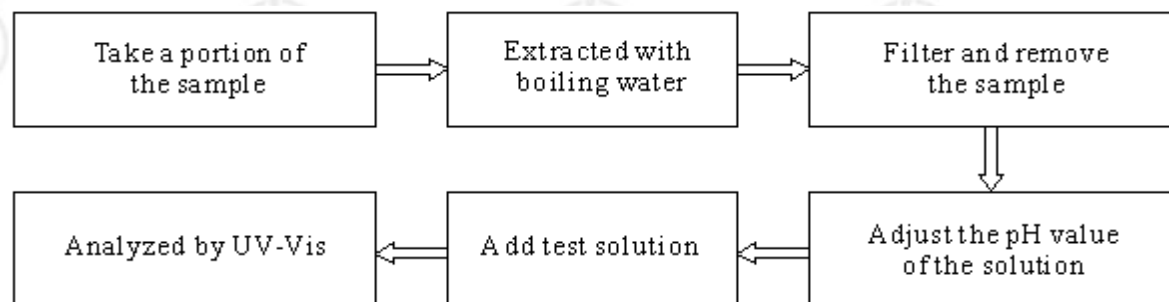 Take a portion of
the sample
Extracted with
boiling water
Filter and remove
the sample
Adjust the pH value
of the solution
Add test solution
Analyzed by UV-Vis